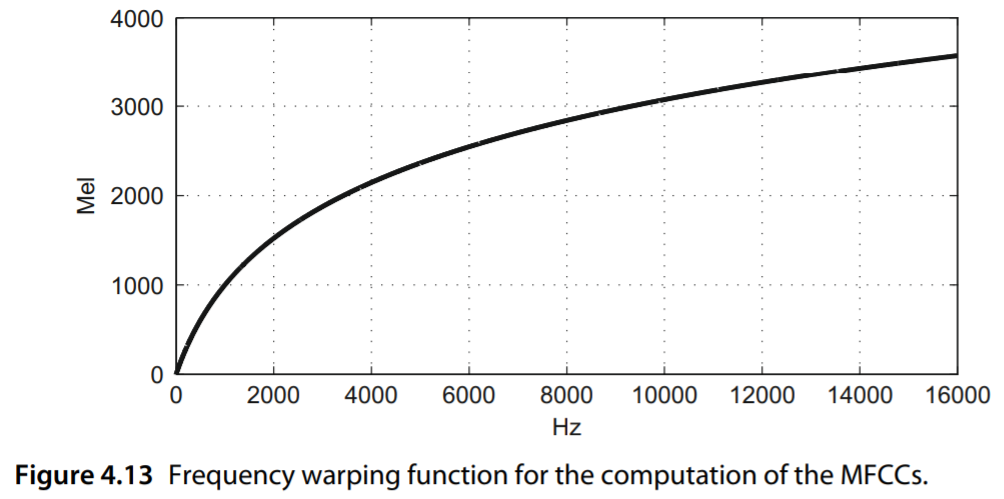 4000
3000
2000
1000
0
Mel
0 2000 4000 6000 8000 10000 12000 14000 16000
Hz
Figure 4.13 Frequency warping function for the computation of the MFCCs.